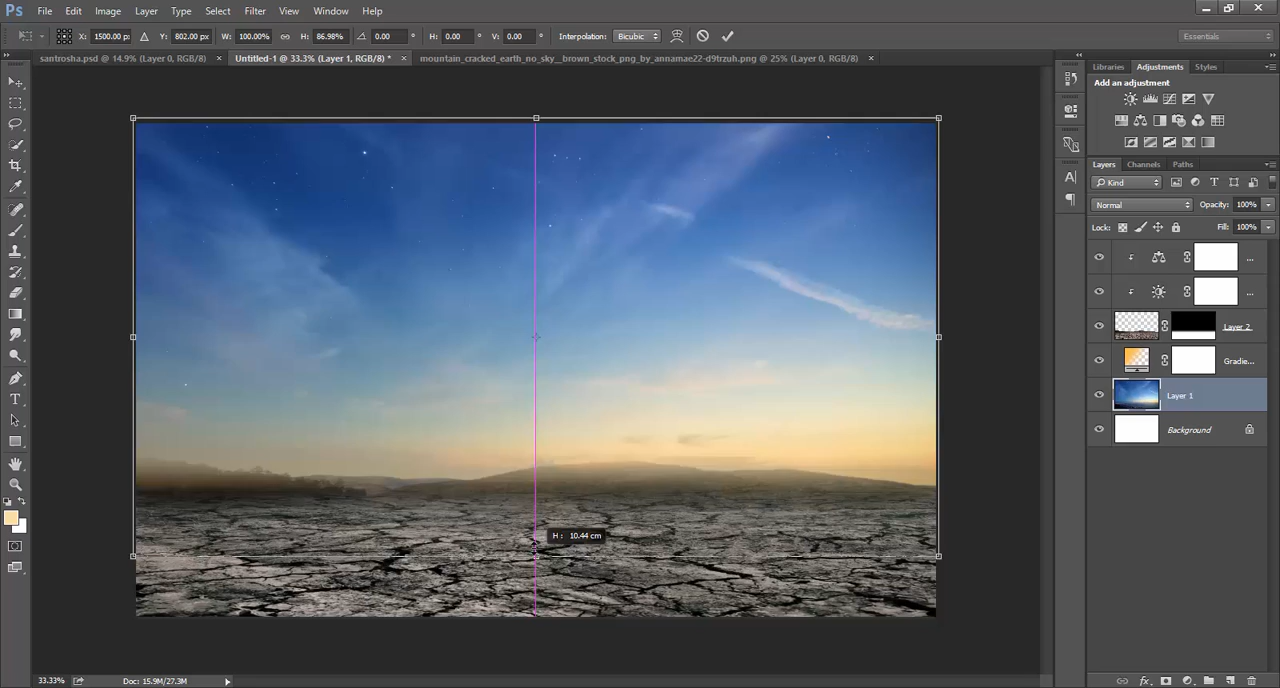 Ps File Edit Image Layer Type Select Filter View Window Help
X: 1500.00 px Y: 802.00 px W: 100.00% H: 86.98% 0.00 ° H: 0.00 ° V: 0.00 ° Interpolation: Bicubic Essentials
santrosha.psd @ 14.9% (Layer 0, RGB/8) × Untitled-1 @ 33.3% (Layer 1, RGB/8) * × mountain_cracked_earth_no_sky__brown_stock_png_by_annamae22-d9trzuh.png @ 25% (Layer 0, RGB/8) ×
Libraries Adjustments Styles
Add an adjustment
Layers Channels Paths
Kind
Normal Opacity: 100%
Lock: Fill: 100%
...
...
Layer 2
Gradie...
Layer 1
Background
H : 10.44 cm
33.33% Doc: 15.9M/27.3M